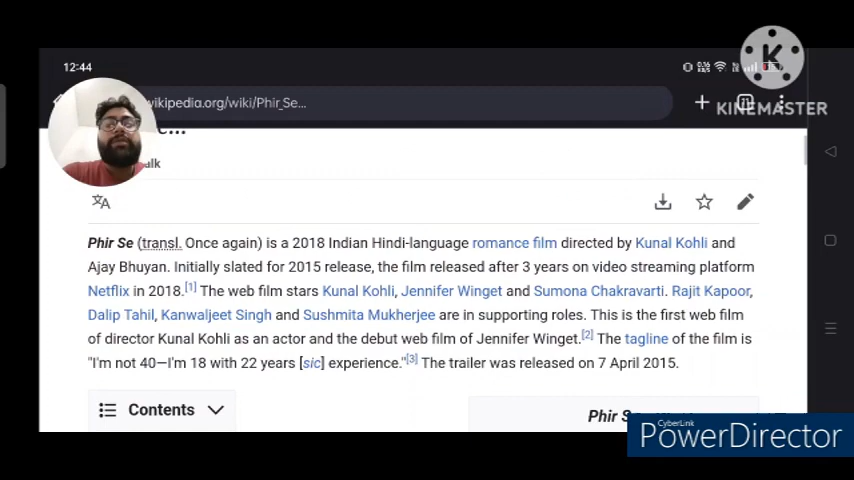 12:44
KINEMASTER
wikipedia.org/wiki/Phir_Se...
Phir Se (transl. Once again) is a 2018 Indian Hindi-language romance film directed by Kunal Kohli and
Ajay Bhuyan. Initially slated for 2015 release, the film released after 3 years on video streaming platform
Netflix in 2018.[1] The web film stars Kunal Kohli, Jennifer Winget and Sumona Chakravarti. Rajit Kapoor,
Dalip Tahil, Kanwaljeet Singh and Sushmita Mukherjee are in supporting roles. This is the first web film
of director Kunal Kohli as an actor and the debut web film of Jennifer Winget.[2] The tagline of the film is
"I'm not 40—I'm 18 with 22 years [sic] experience."[3] The trailer was released on 7 April 2015.
Contents
Phir S
CyberLink
PowerDirector